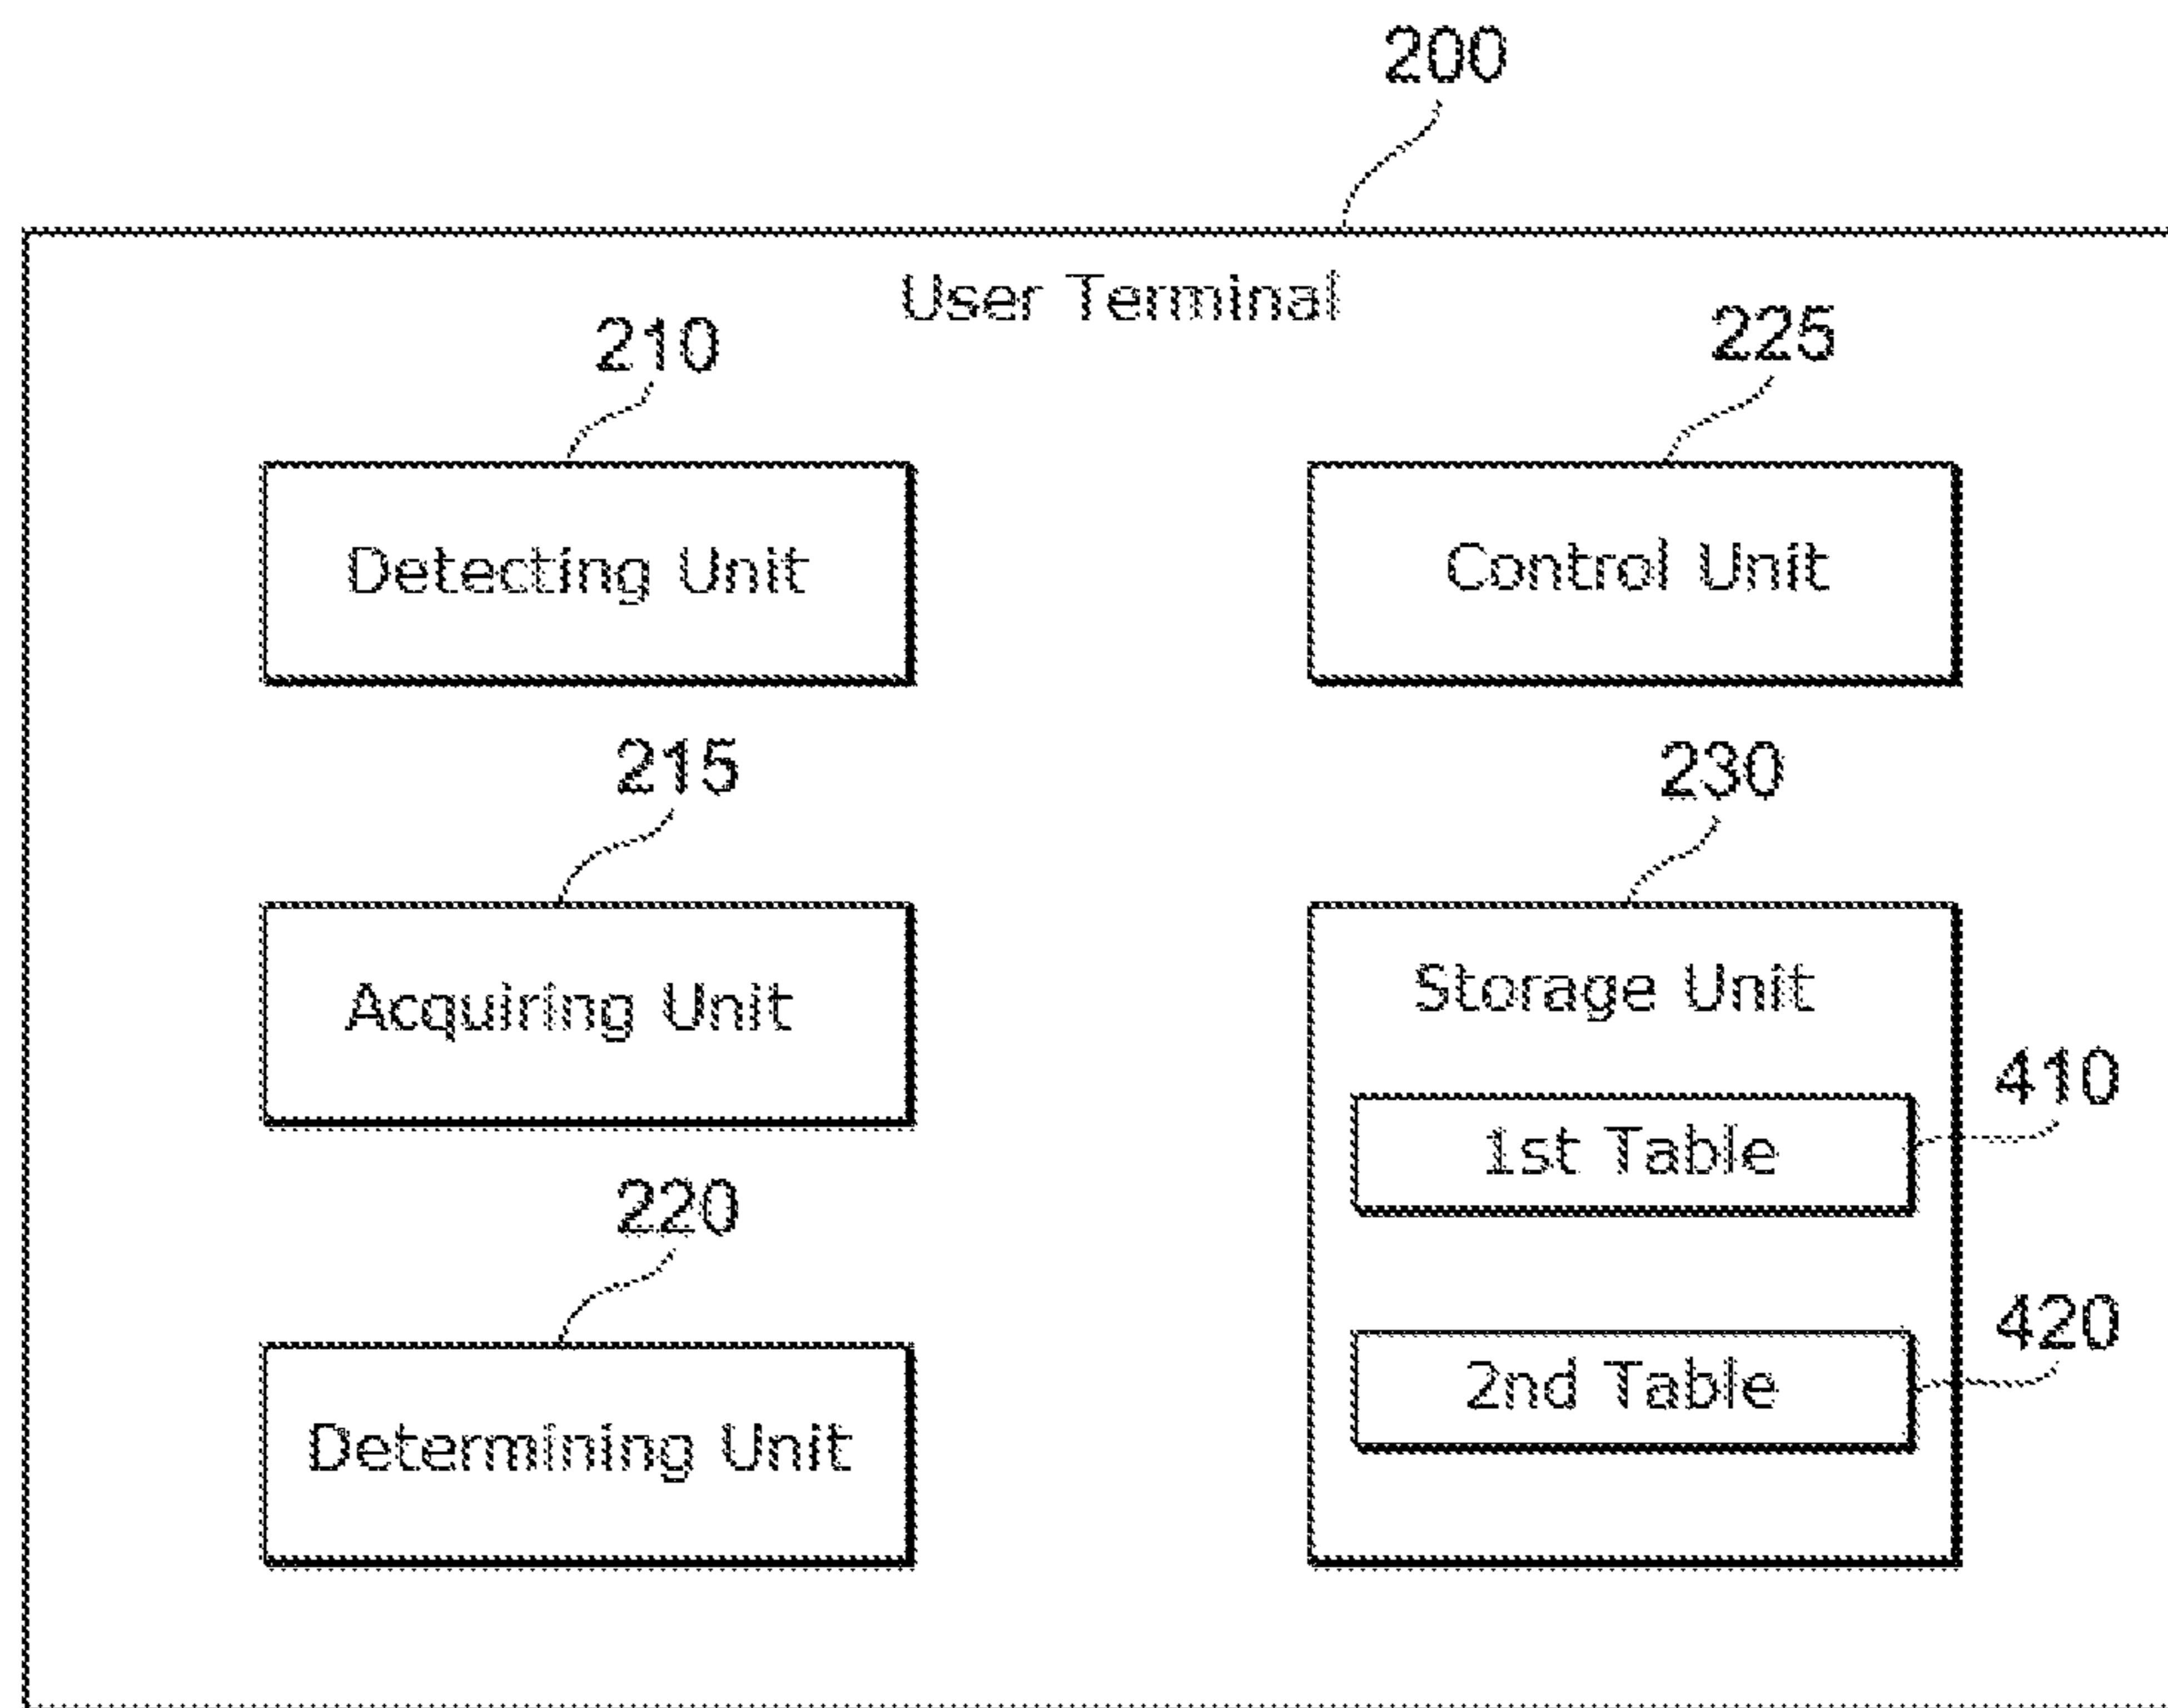 200
User Terminal
210
225
Detecting Unit
Control Unit
215
230
Acquiring Unit
Storage Unit
410
1st Table
220
420
2nd Table
Determining Unit